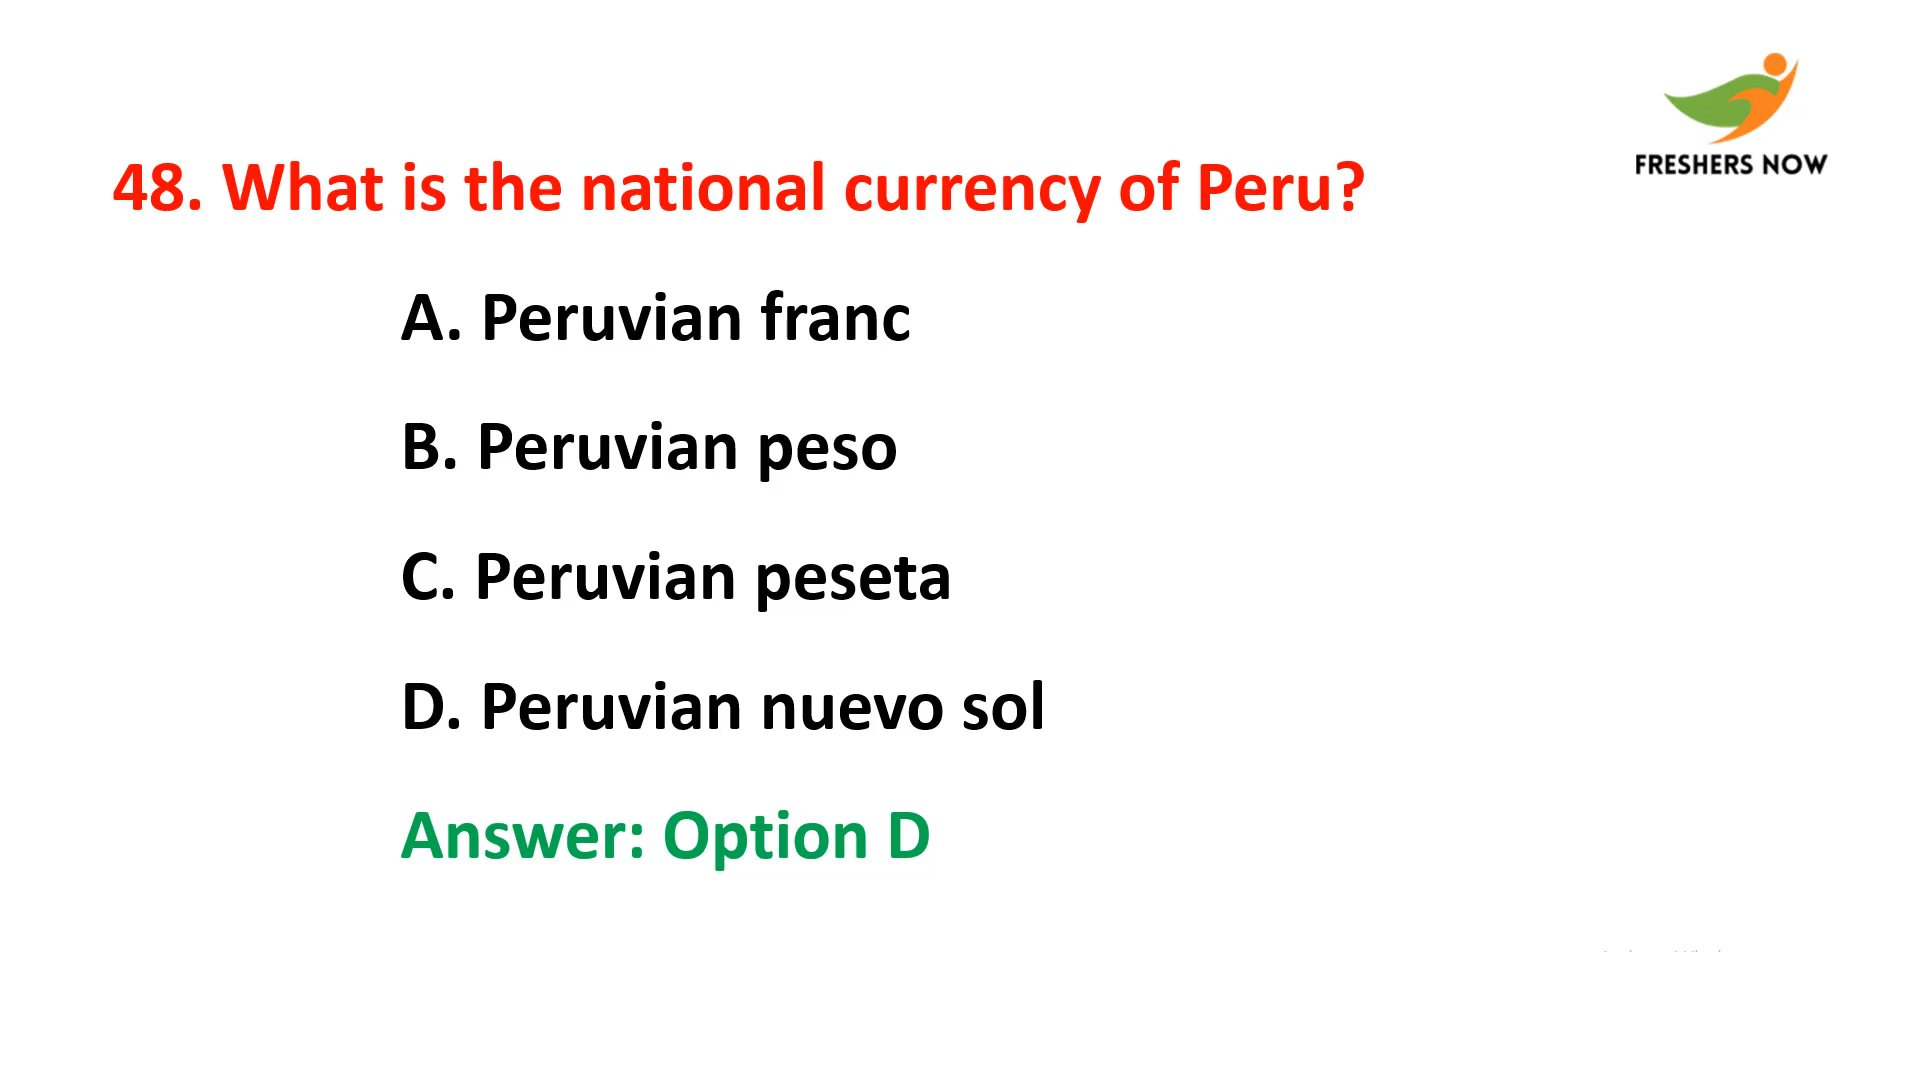 FRESHERS NOW
48. What is the national currency of Peru?
A. Peruvian franc
B. Peruvian peso
C. Peruvian peseta
D. Peruvian nuevo sol
Answer: Option D